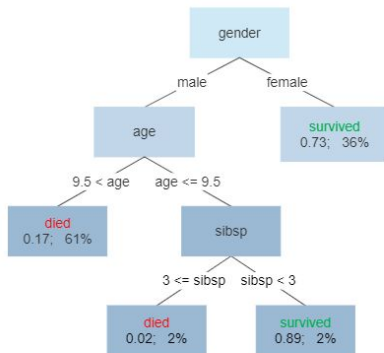 gender
male
female
age
survived
0.73; 36%
9.5 < age
age <= 9.5
died
0.17; 61%
sibsp
3 <= sibsp
sibsp < 3
died
0.02; 2%
survived
0.89; 2%